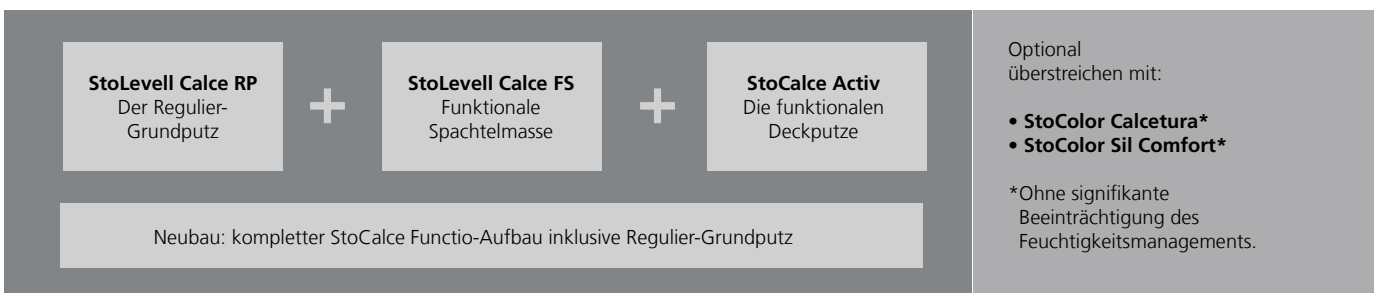 StoLevell Calce RP
Der Regulier-
Grundputz
+
StoLevell Calce FS
Funktionale
Spachtelmasse
+
StoCalce Activ
Die funktionalen
Deckputze
Neubau: kompletter StoCalce Functio-Aufbau inklusive Regulier-Grundputz
Optional
überstreichen mit:
• StoColor Calcetura*
• StoColor Sil Comfort*
*Ohne signifikante
Beeinträchtigung des
Feuchtigkeitsmanagements.